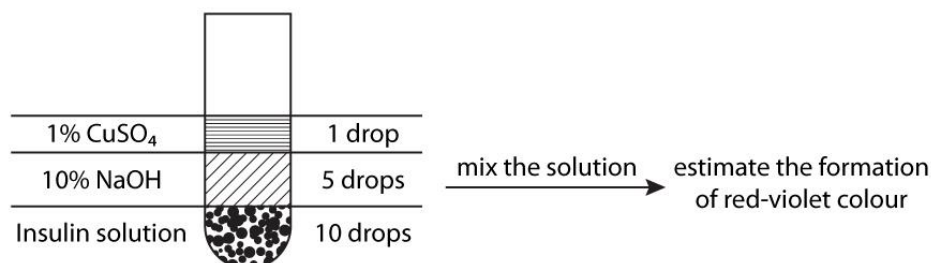 1% CuSO₄ 1 drop
10% NaOH 5 drops
Insulin solution 10 drops
mix the solution
estimate the formation
of red-violet colour